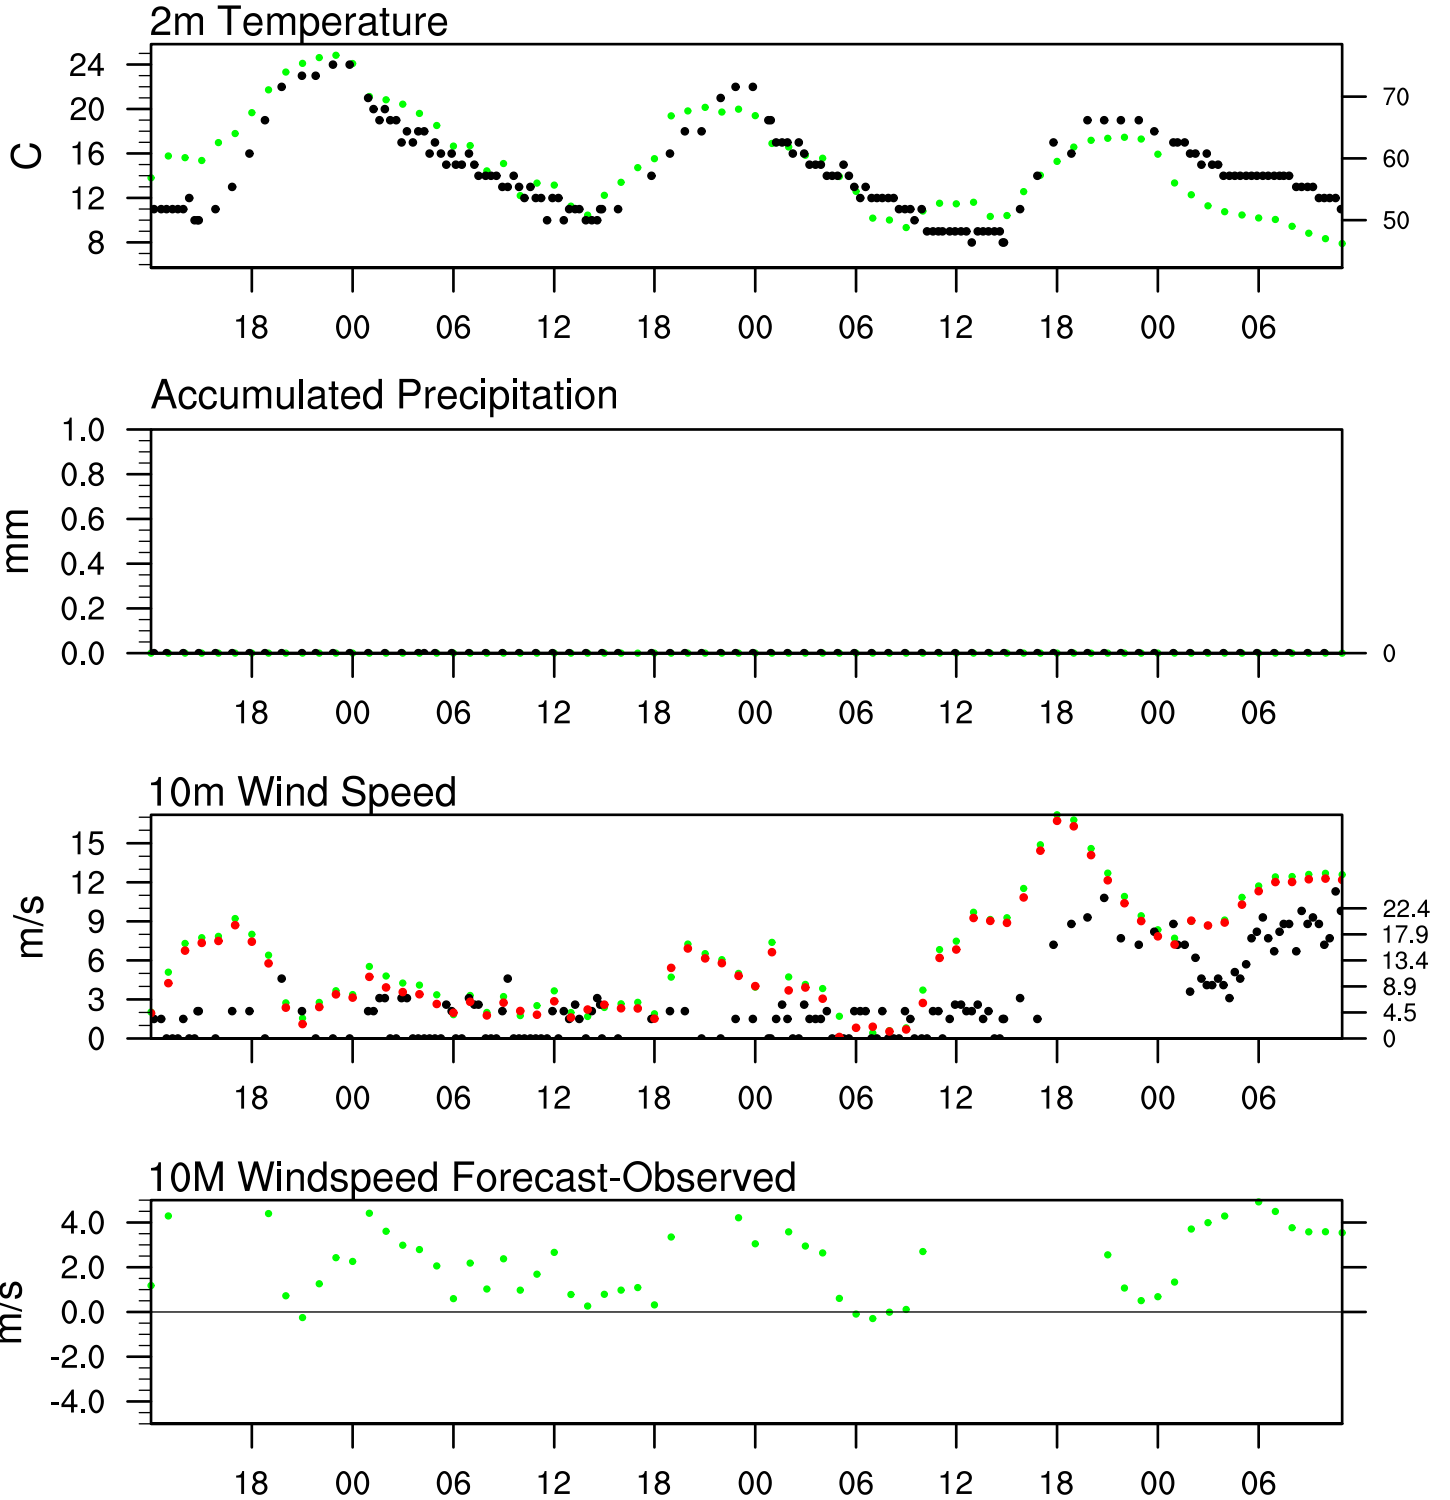 2m Temperature
24
20
16
12
8
C
70
60
50
18 00 06 12 18 00 06 12 18 00 06
Accumulated Precipitation
1.0
0.8
0.6
0.4
0.2
0.0
mm
0
18 00 06 12 18 00 06 12 18 00 06
10m Wind Speed
15
12
9
6
3
0
m/s
22.4
17.9
13.4
8.9
4.5
0
18 00 06 12 18 00 06 12 18 00 06
10M Windspeed Forecast-Observed
4.0
2.0
0.0
-2.0
-4.0
m/s
18 00 06 12 18 00 06 12 18 00 06